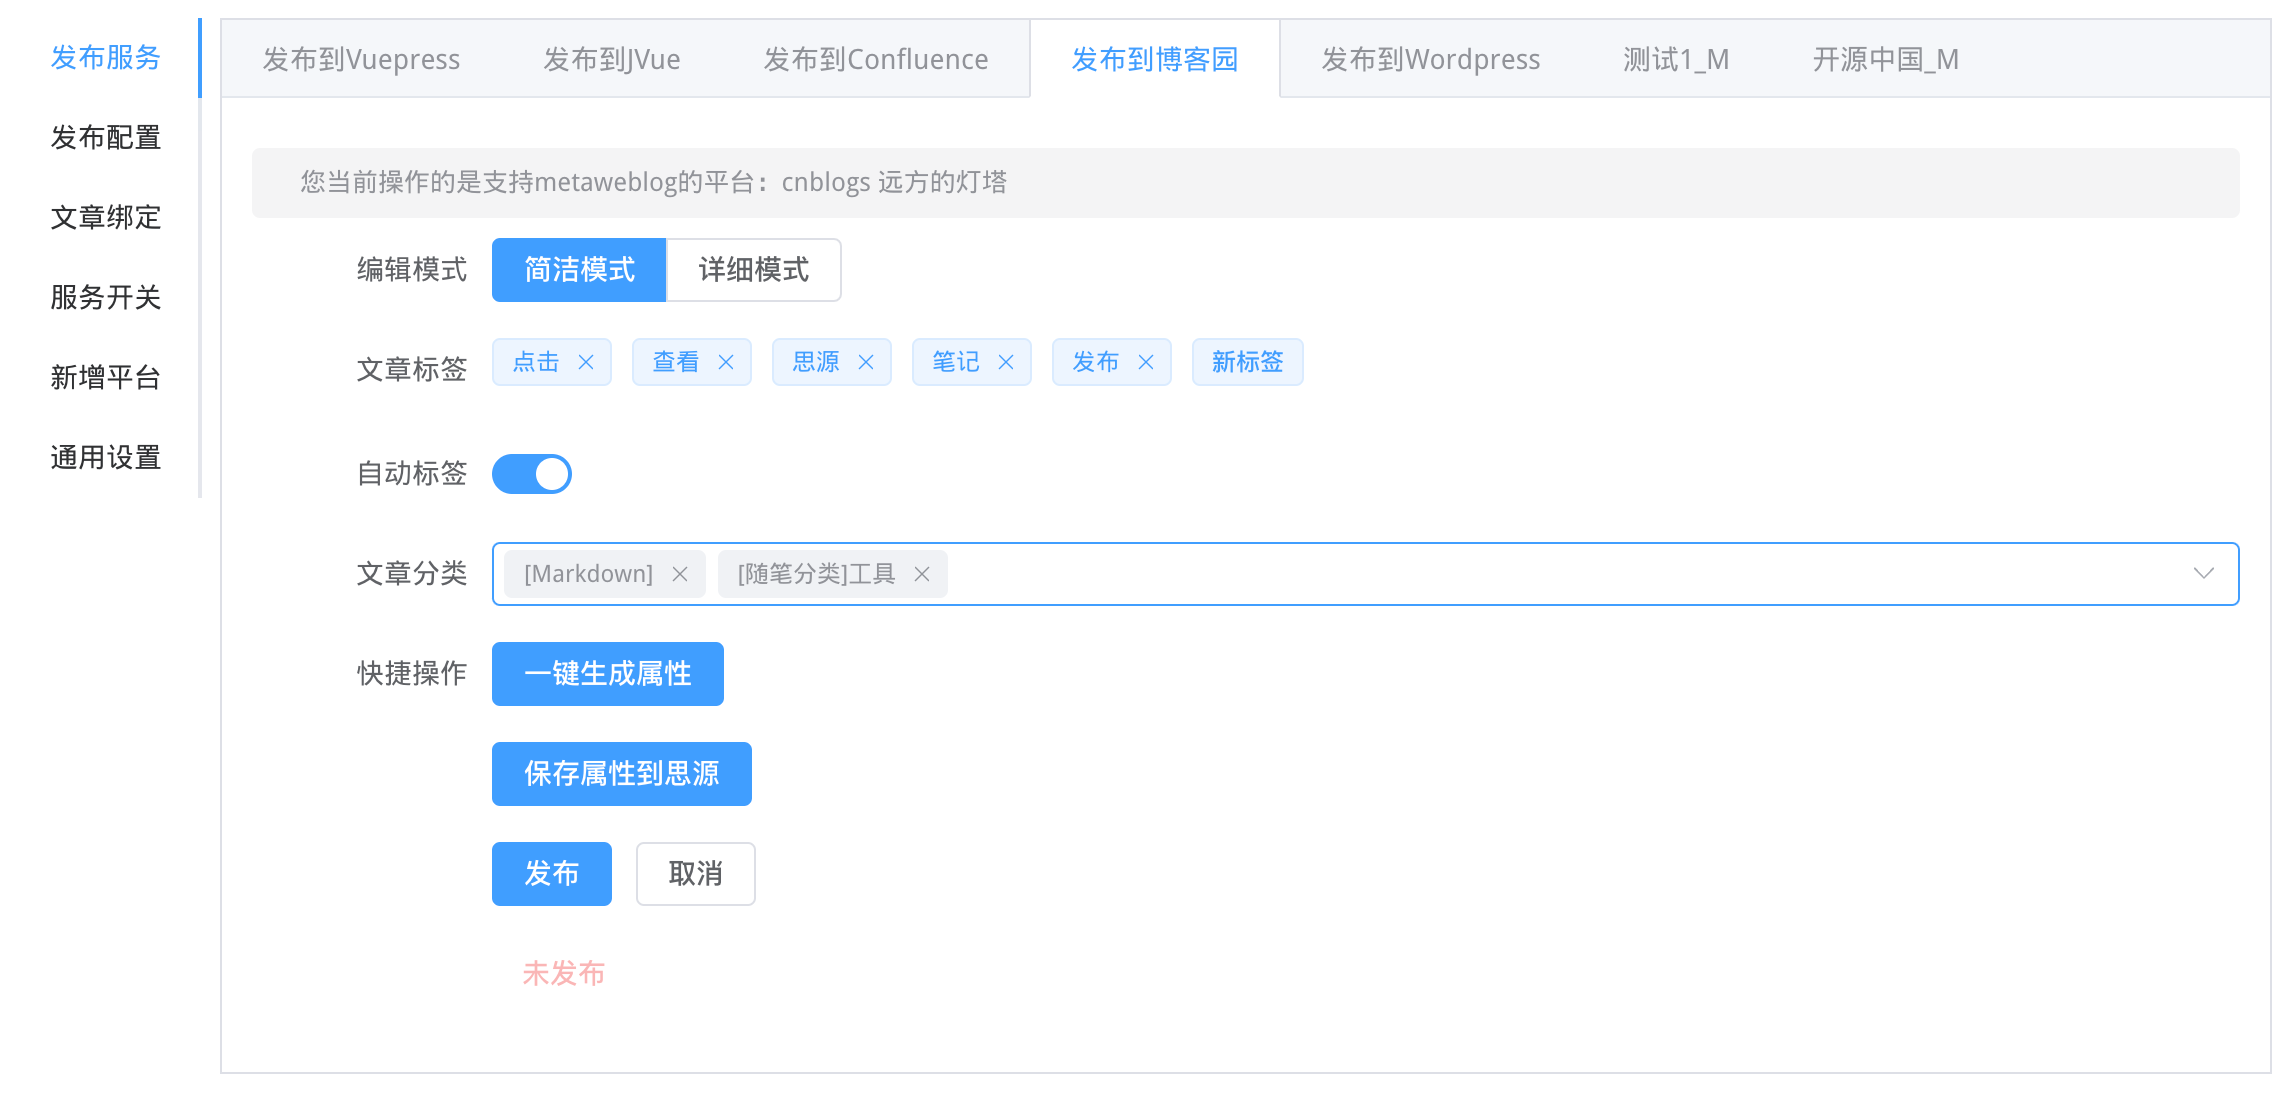 发布服务
发布配置
文章绑定
服务开关
新增平台
通用设置
发布到Vuepress 发布到JVue 发布到Confluence 发布到博客园 发布到Wordpress 测试1_M 开源中国_M
您当前操作的是支持metaweblog的平台：cnblogs 远方的灯塔
编辑模式 简洁模式 详细模式
文章标签 点击 查看 思源 笔记 发布 新标签
自动标签
文章分类 [Markdown] [随笔分类]工具
快捷操作 一键生成属性
保存属性到思源
发布 取消
未发布